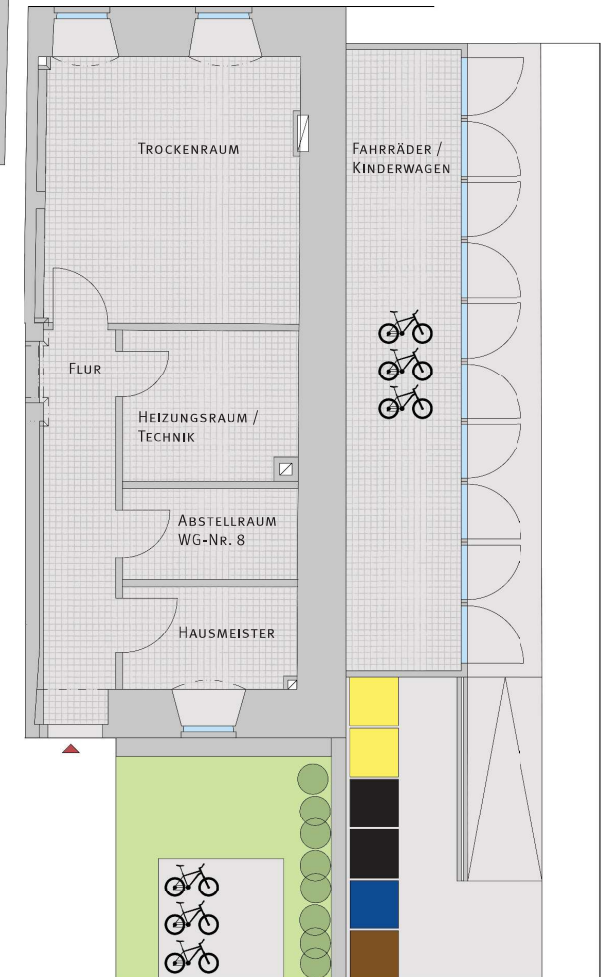 Trockenraum
Fahrräder /
Kinderwagen
Flur
Heizungsraum /
Technik
Abstellraum
WG-Nr. 8
Hausmeister